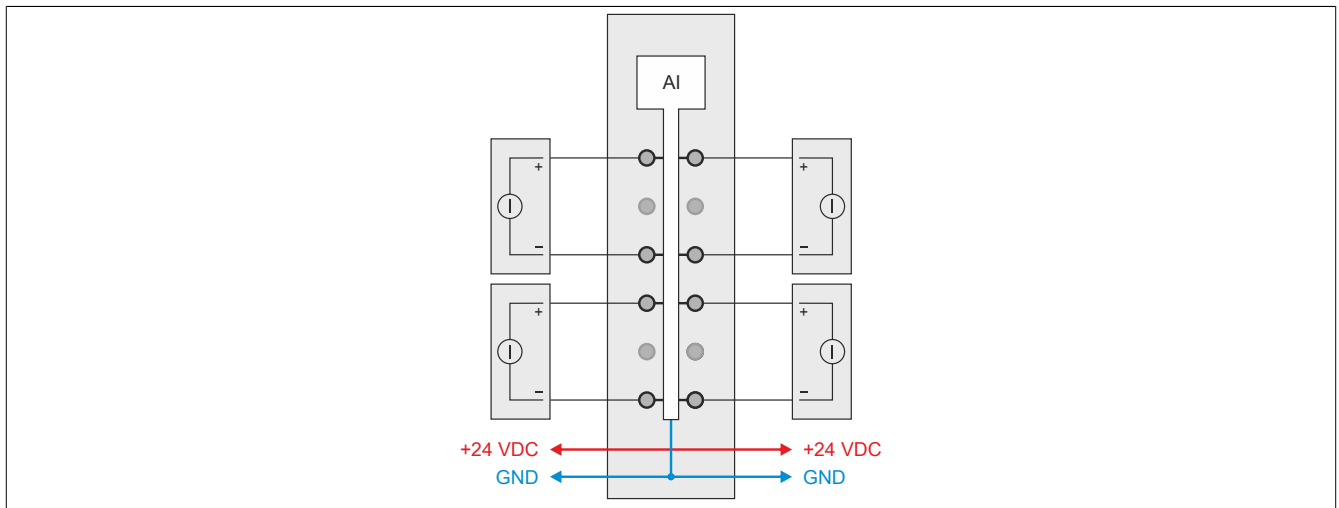 AI
+ +
I I
– –
+ +
I I
– –
+24 VDC +24 VDC
GND GND